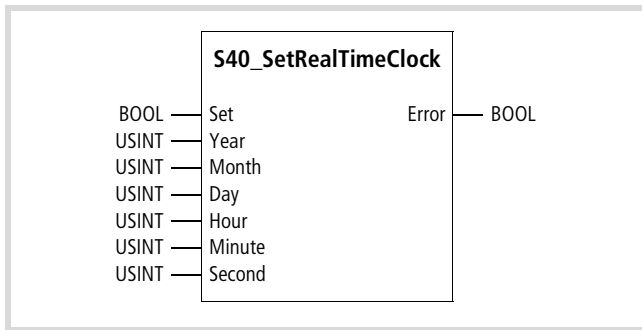 S40_SetRealTimeClock
BOOL Set Error BOOL
USINT Year
USINT Month
USINT Day
USINT Hour
USINT Minute
USINT Second